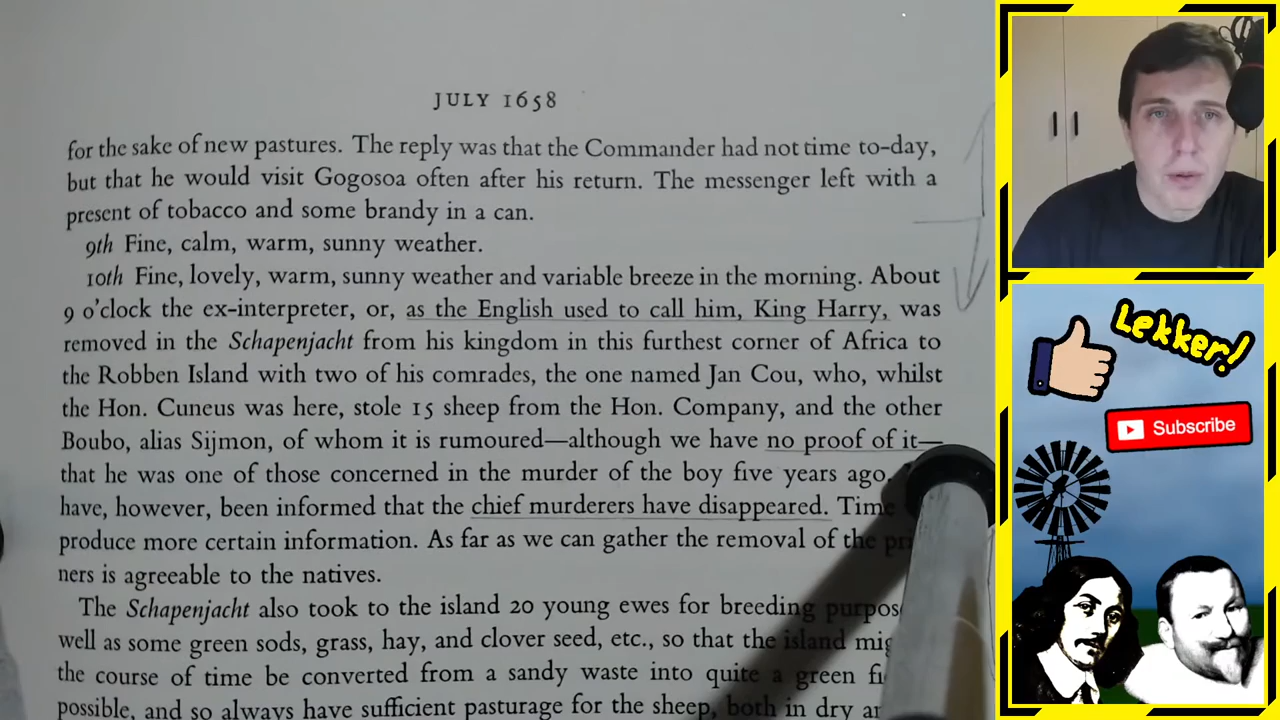 JULY 1658
for the sake of new pastures. The reply was that the Commander had not time to-day,
but that he would visit Gogosoa often after his return. The messenger left with a
present of tobacco and some brandy in a can.
9th Fine, calm, warm, sunny weather.
10th Fine, lovely, warm, sunny weather and variable breeze in the morning. About
9 o'clock the ex-interpreter, or, as the English used to call him, King Harry, was
removed in the Schapenjacht from his kingdom in this furthest corner of Africa to
the Robben Island with two of his comrades, the one named Jan Cou, who, whilst
the Hon. Cuneus was here, stole 15 sheep from the Hon. Company, and the other
Boubo, alias Sijmon, of whom it is rumoured—although we have no proof of it—
that he was one of those concerned in the murder of the boy five years ago.
have, however, been informed that the chief murderers have disappeared. Time
produce more certain information. As far as we can gather the removal of the
ners is agreeable to the natives.
The Schapenjacht also took to the island 20 young ewes for breeding
well as some green sods, grass, hay, and clover seed, etc., so that the island
the course of time be converted from a sandy waste into quite a green
possible, and so always have sufficient pasturage for the sheep, both in dry
Lekker!
Subscribe